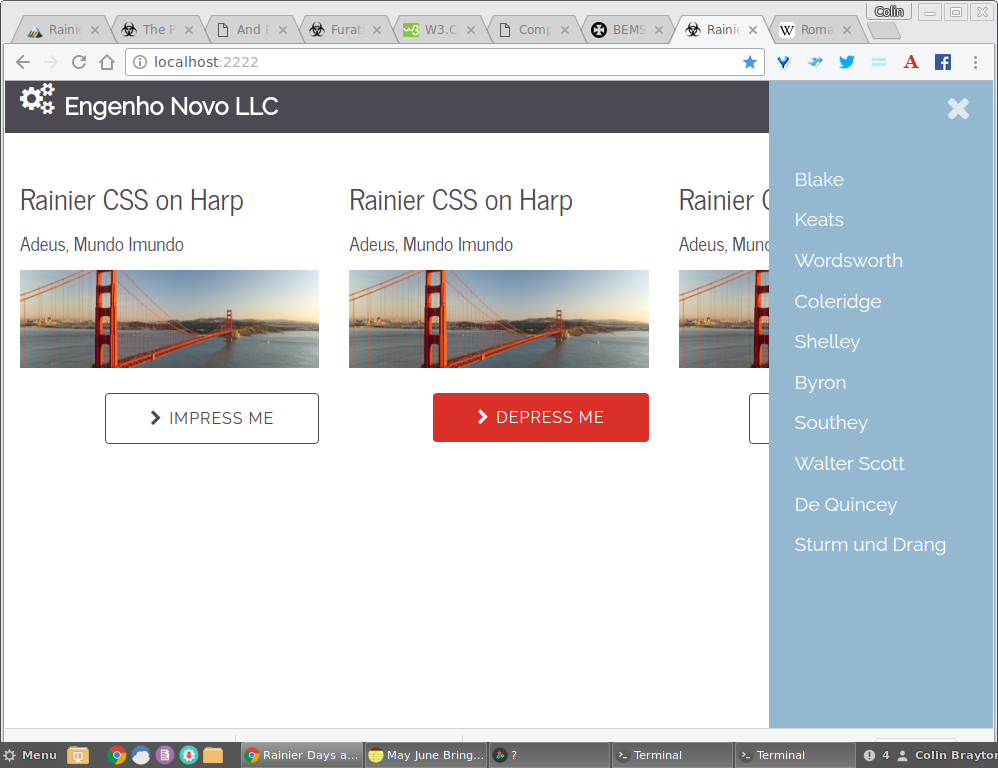 Colin
Rainie
The P
And E
Furat
W3.C
Comp
BEMS
Rainie
Roma
localhost:2222
Engenho Novo LLC
Rainier CSS on Harp
Rainier CSS on Harp
Rainier C
Adeus, Mundo Imundo
Adeus, Mundo Imundo
Adeus, Mund
IMPRESS ME
DEPRESS ME
Blake
Keats
Wordsworth
Coleridge
Shelley
Byron
Southey
Walter Scott
De Quincey
Sturm und Drang
Menu
Rainier Days a...
May June Bring...
?
Terminal
Terminal
4
Colin Brayton